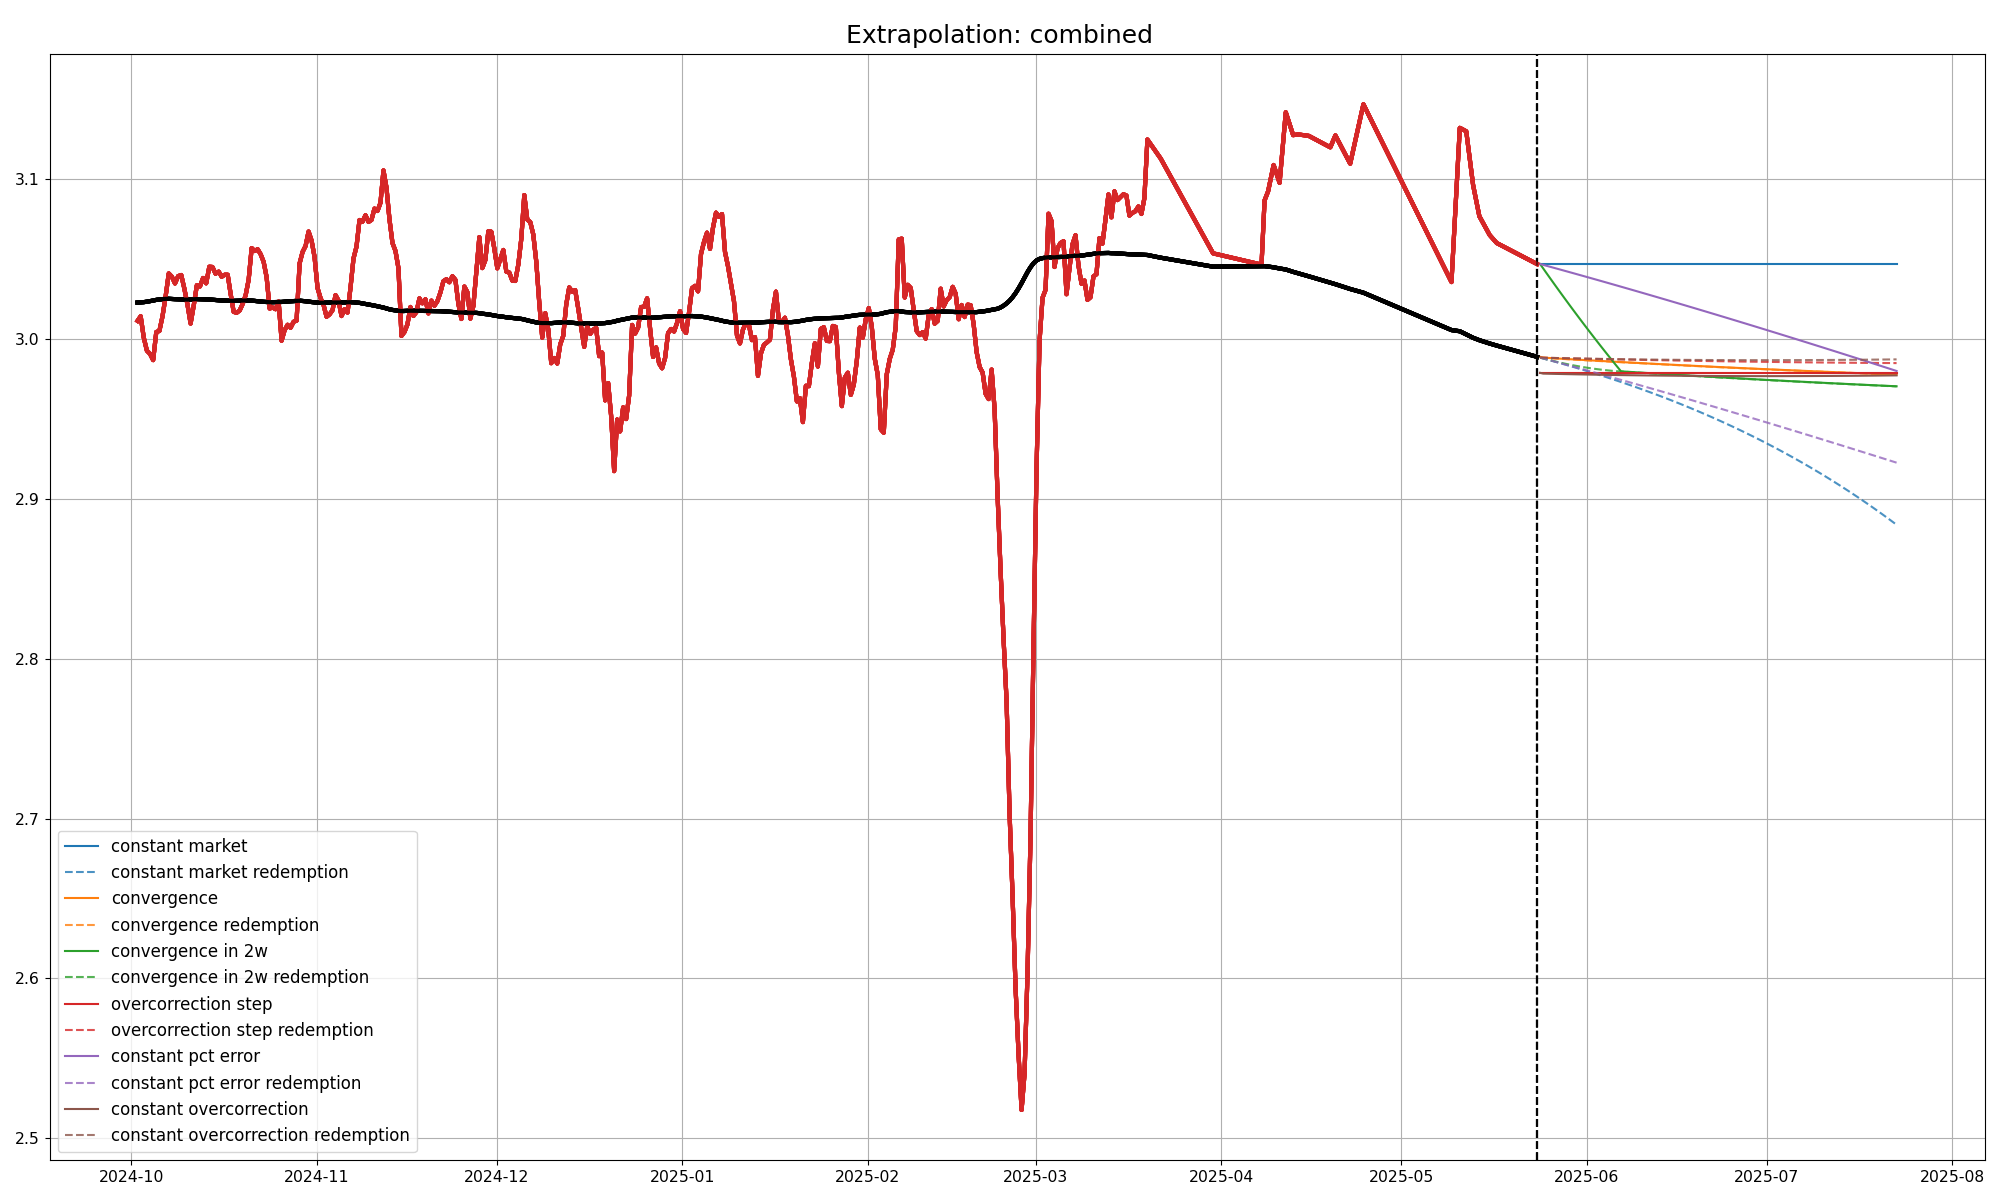 Extrapolation: combined
3.1
3.0
2.9
2.8
2.7
2.6
2.5
constant market
constant market redemption
convergence
convergence redemption
convergence in 2w
convergence in 2w redemption
overcorrection step
overcorrection step redemption
constant pct error
constant pct error redemption
constant overcorrection
constant overcorrection redemption
2024-10 2024-11 2024-12 2025-01 2025-02 2025-03 2025-04 2025-05 2025-06 2025-07 2025-08